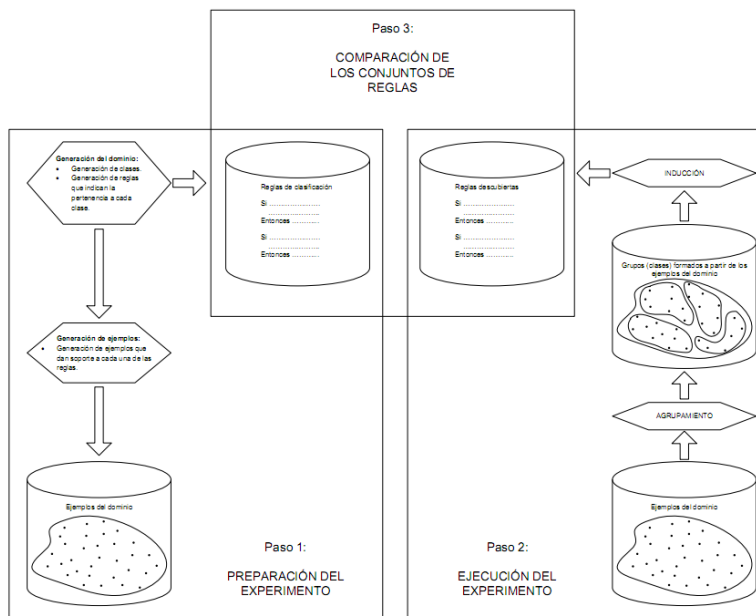 Paso 3:
COMPARACIÓN DE
LOS CONJUNTOS DE
REGLAS
Generación del dominio:
• Generación de clases.
• Generación de reglas
que indican la
pertenencia a cada
clase.
Reglas de clasificación
Si .....................
.....................
Entonces ............
Si .....................
.....................
Entonces ............
Reglas descubiertas
Si .....................
.....................
Entonces ............
Si .....................
.....................
Entonces ............
INDUCCIÓN
Grupos (clases) formados a partir de los
ejemplos del dominio
Generación de ejemplos:
• Generación de ejemplos que
dan soporte a cada una de las
reglas.
AGRUPAMIENTO
Ejemplos del dominio
Paso 1:
PREPARACIÓN DEL
EXPERIMENTO
Paso 2:
EJECUCIÓN DEL
EXPERIMENTO
Ejemplos del dominio